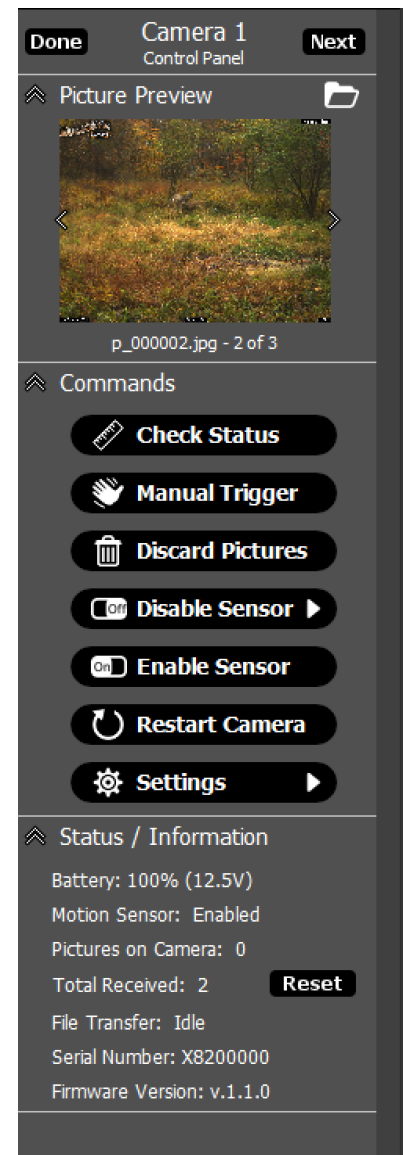 Done Camera 1 Next
Control Panel
Picture Preview
p_000002.jpg - 2 of 3
Commands
Check Status
Manual Trigger
Discard Pictures
Off Disable Sensor
On Enable Sensor
Restart Camera
Settings
Status / Information
Battery: 100% (12.5V)
Motion Sensor: Enabled
Pictures on Camera: 0
Total Received: 2 Reset
File Transfer: Idle
Serial Number: X8200000
Firmware Version: v.1.1.0